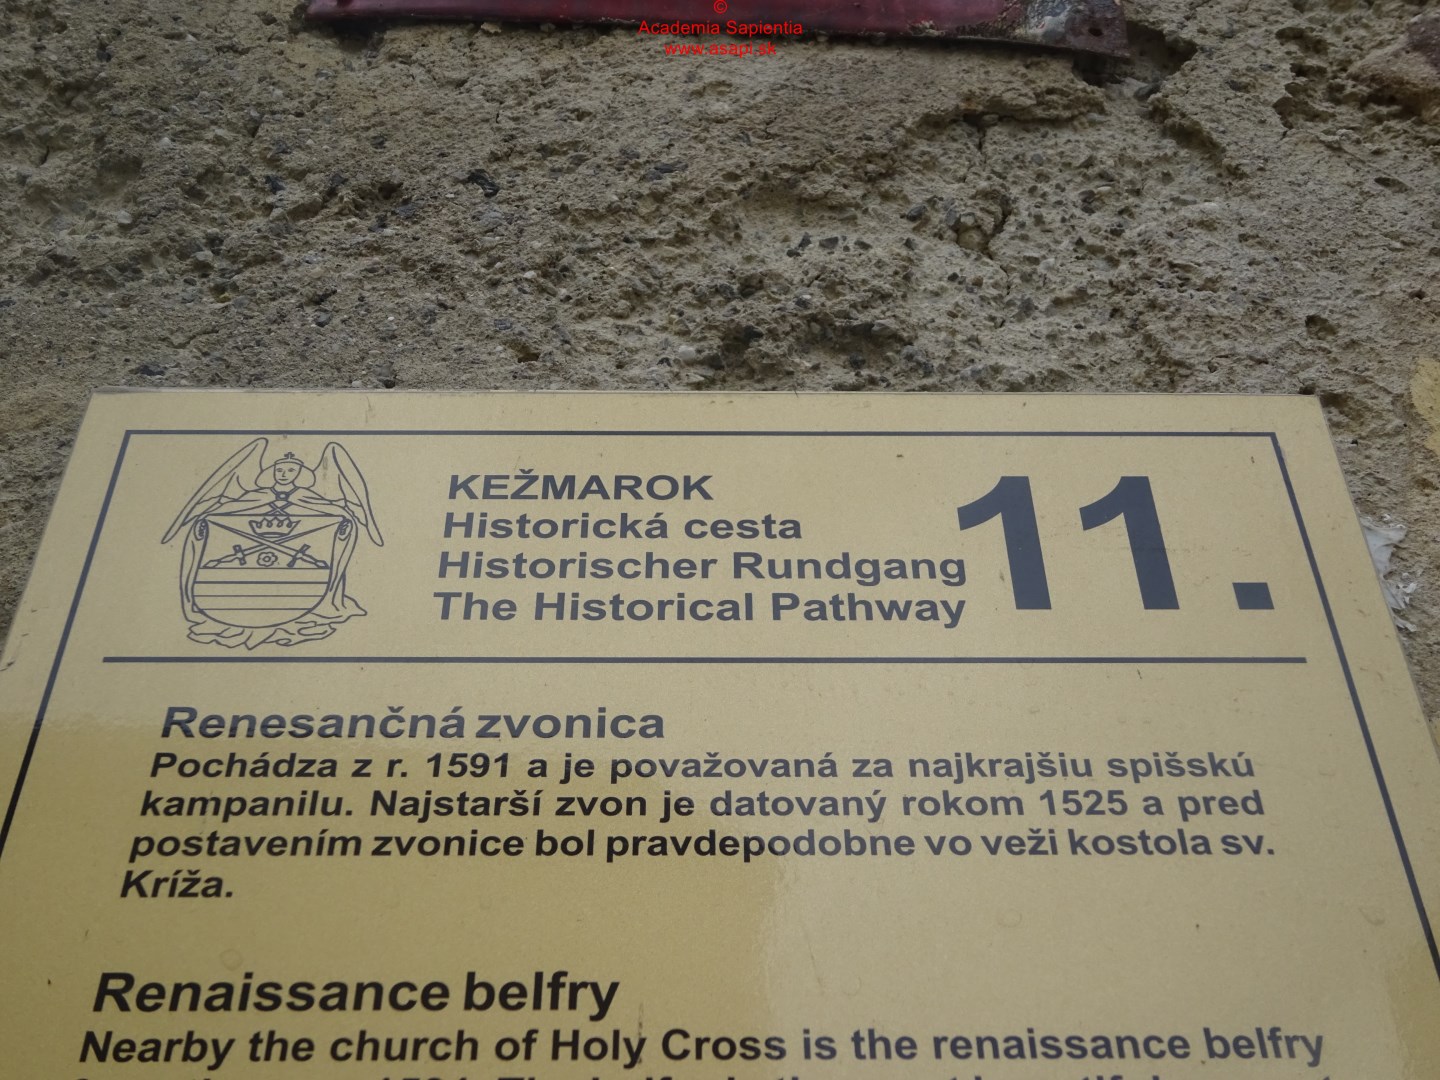 ©
Academia Sapientia
www.asapi.sk
KEŽMAROK
Historická cesta
Historischer Rundgang
The Historical Pathway
11.
Renesančná zvonica
Pochádza z r. 1591 a je považovaná za najkrajšiu spišskú
kampanilu. Najstarší zvon je datovaný rokom 1525 a pred
postavením zvonice bol pravdepodobne vo veži kostola sv.
Kríža.
Renaissance belfry
Nearby the church of Holy Cross is the renaissance belfry